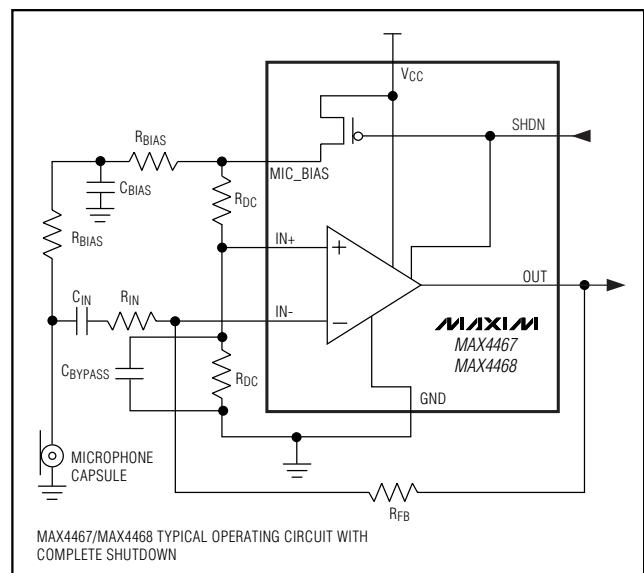 VCC
RBIAS
SHDN
MIC_BIAS
CBIAS
RDC
RBIAS
IN+
+
OUT
CIN
RIN
IN-
−
MAXIM
MAX4467
MAX4468
CBYPASS
RDC
GND
MICROPHONE
CAPSULE
RFB
MAX4467/MAX4468 TYPICAL OPERATING CIRCUIT WITH
COMPLETE SHUTDOWN